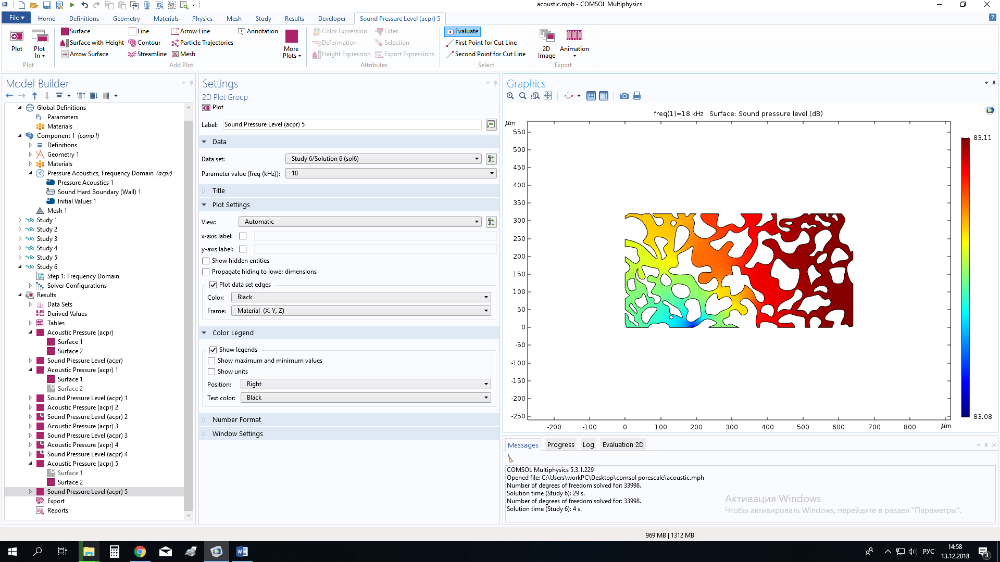 acoustic.mph - COMSOL Multiphysics
File
Home
Definitions
Geometry
Materials
Physics
Mesh
Study
Results
Developer
Sound Pressure Level (acpr) 5
Plot
Plot In
Plot
Surface
Surface with Height
Arrow Surface
Line
Contour
Streamline
Arrow Line
Particle Trajectories
Mesh
Annotation
More Plots
Add Plot
Color Expression
Deformation
Height Expression
Filter
Selection
Export Expressions
Attributes
Evaluate
First Point for Cut Line
Second Point for Cut Line
Select
2D Image
Animation
Export
Model Builder
Global Definitions
Pi Parameters
Materials
Component 1 (comp1)
Definitions
Geometry 1
Materials
Pressure Acoustics, Frequency Domain (acpr)
Pressure Acoustics 1
Sound Hard Boundary (Wall) 1
Initial Values 1
Mesh 1
Study 1
Study 2
Study 3
Study 4
Study 5
Study 6
Step 1: Frequency Domain
Solver Configurations
Results
Data Sets
8.85 e-12 Derived Values
Tables
Acoustic Pressure (acpr)
Surface 1
Surface 2
Sound Pressure Level (acpr)
Acoustic Pressure (acpr) 1
Surface 1
Surface 2
Sound Pressure Level (acpr) 1
Acoustic Pressure (acpr) 2
Sound Pressure Level (acpr) 2
Acoustic Pressure (acpr) 3
Sound Pressure Level (acpr) 3
Acoustic Pressure (acpr) 4
Sound Pressure Level (acpr) 4
Acoustic Pressure (acpr) 5
Surface 1
Surface 2
Sound Pressure Level (acpr) 5
Export
Reports
Settings
2D Plot Group
Plot
Label: Sound Pressure Level (acpr) 5
Data
Data set: Study 6/Solution 6 (sol6)
Parameter value (freq (kHz)): 18
Title
Plot Settings
View: Automatic
x-axis label:
y-axis label:
Show hidden entities
Propagate hiding to lower dimensions
Plot data set edges
Color: Black
Frame: Material (X, Y, Z)
Color Legend
Show legends
Show maximum and minimum values
Show units
Position: Right
Text color: Black
Number Format
Window Settings
Graphics
freq(1)=18 kHz Surface: Sound pressure level (dB)
μm
550
500
450
400
350
300
250
200
150
100
50
0
-50
-100
-150
-200
-250
-200 -100 0 100 200 300 400 500 600 700 800 μm
83.11
83.08
Messages Progress Log Evaluation 2D
COMSOL Multiphysics 5.3.1.229
Opened file: C:\Users\workPC\Desktop\comsol porescale\acoustic.mph
Number of degrees of freedom solved for: 33998.
Solution time (Study 6): 29 s.
Number of degrees of freedom solved for: 33998.
Solution time (Study 6): 4 s.
Активация Windows
Чтобы активировать Windows, перейдите в раздел "Параметры".
969 MB | 1312 MB
РУС
14:58
13.12.2018
3